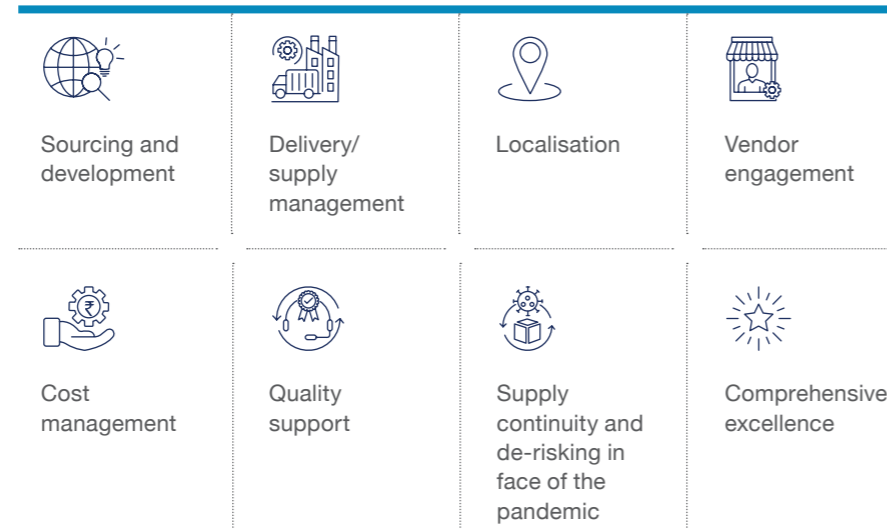 Sourcing and
development
Delivery/
supply
management
Localisation
Vendor
engagement
₹
Cost
management
Quality
support
Supply
continuity and
de-risking in
face of the
pandemic
Comprehensive
excellence